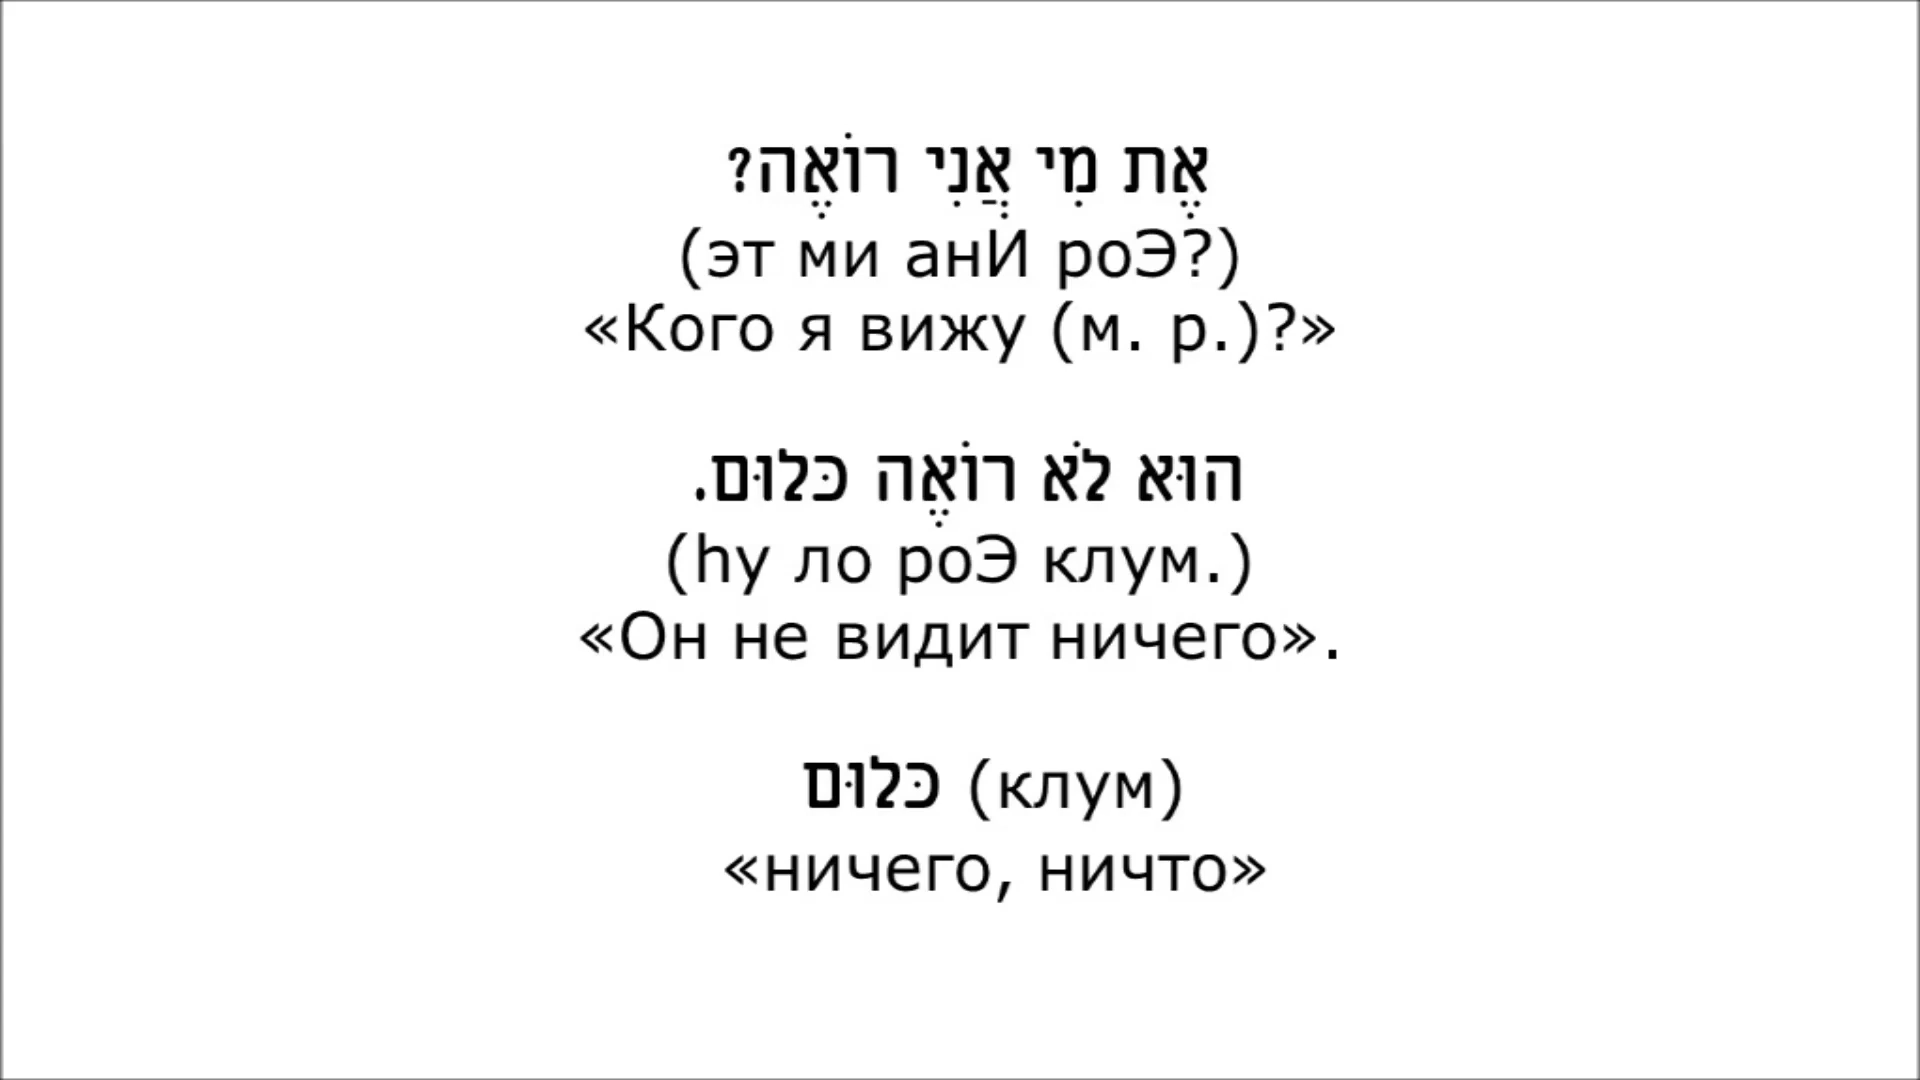 אֶת מִי אֲנִי רוֹאֶה?
(эт ми анИ роЭ?)
«Кого я вижу (м. р.)?»
הוּא לֹא רוֹאֶה כּלוּם.
(hу ло роЭ клум.)
«Он не видит ничего».
כּלוּם (клум)
«ничего, ничто»